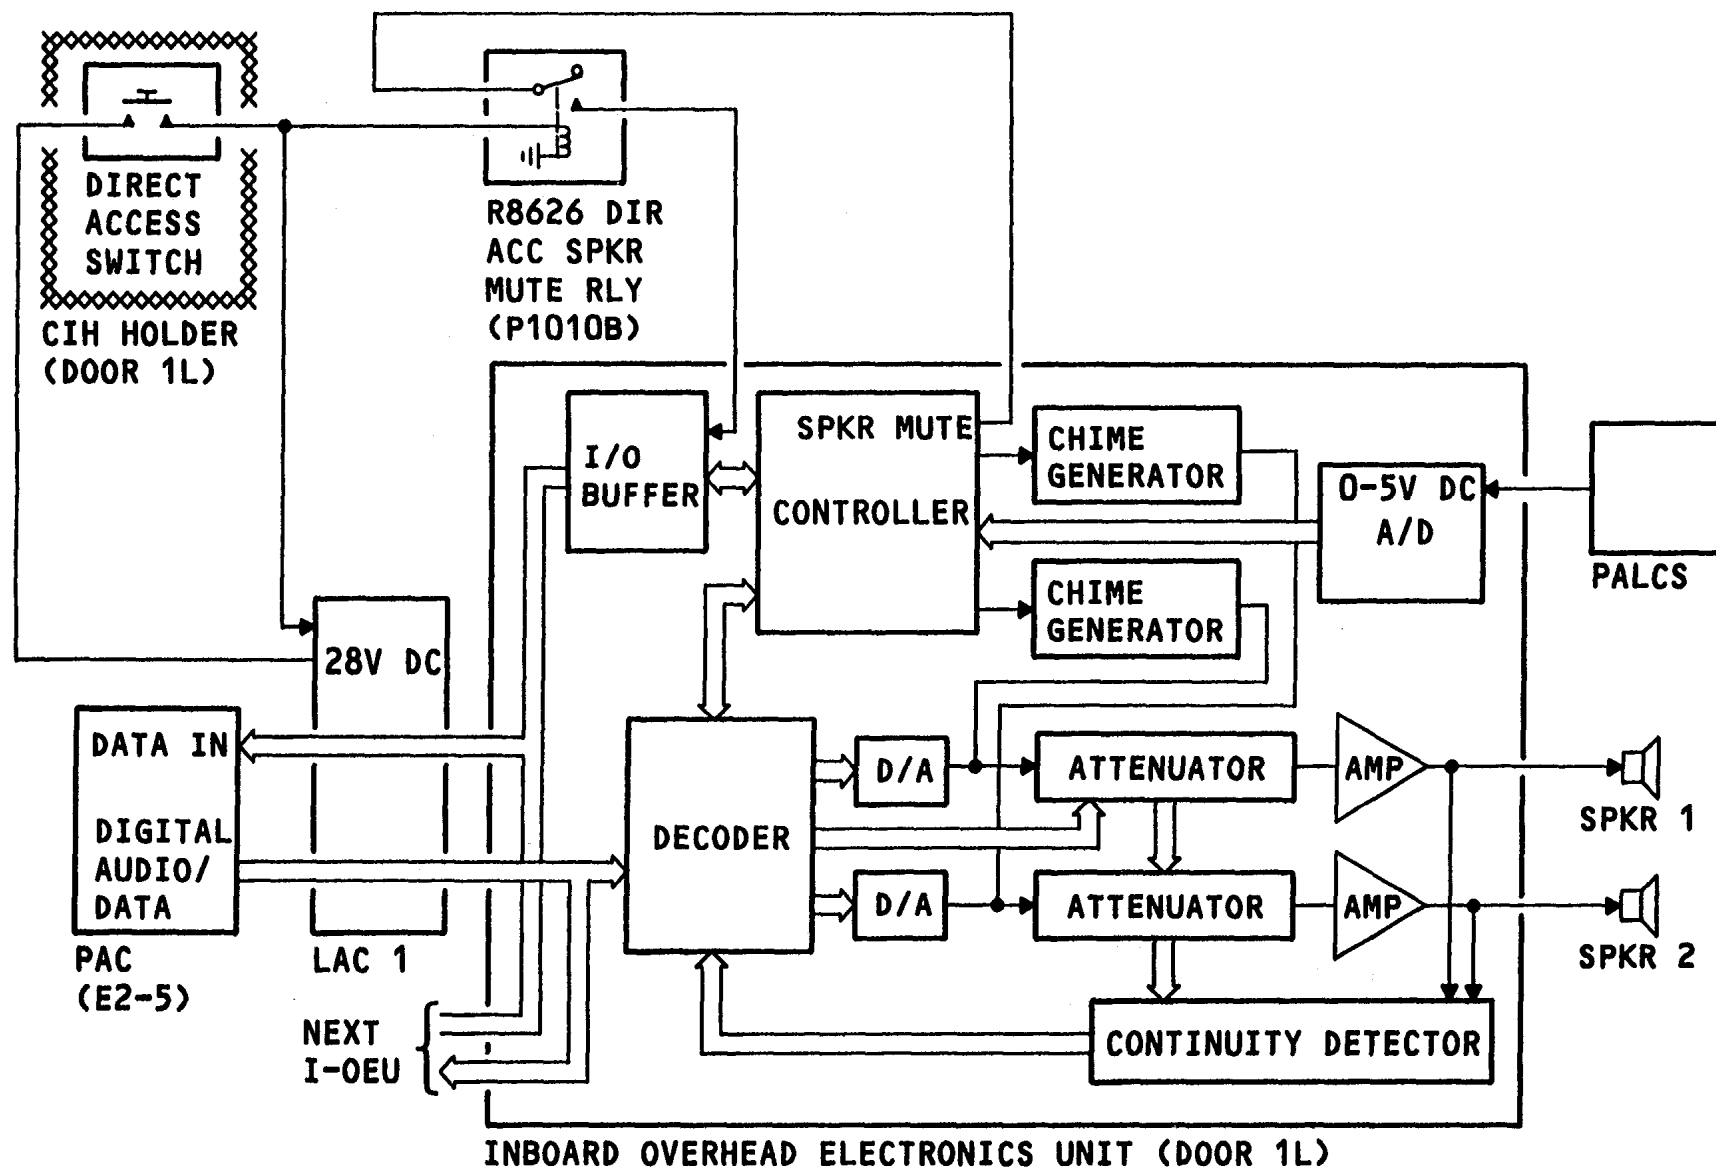 DIRECT
ACCESS
SWITCH
CIH HOLDER
(DOOR 1L)
R8626 DIR
ACC SPKR
MUTE RLY
(P1010B)
I/O
BUFFER
SPKR MUTE
CONTROLLER
CHIME
GENERATOR
0-5V DC
A/D
PALCS
CHIME
GENERATOR
28V DC
LAC 1
DATA IN
DIGITAL
AUDIO/
DATA
PAC
(E2-5)
NEXT
I-OEU
DECODER
D/A
ATTENUATOR
AMP
SPKR 1
D/A
ATTENUATOR
AMP
SPKR 2
CONTINUITY DETECTOR
INBOARD OVERHEAD ELECTRONICS UNIT (DOOR 1L)